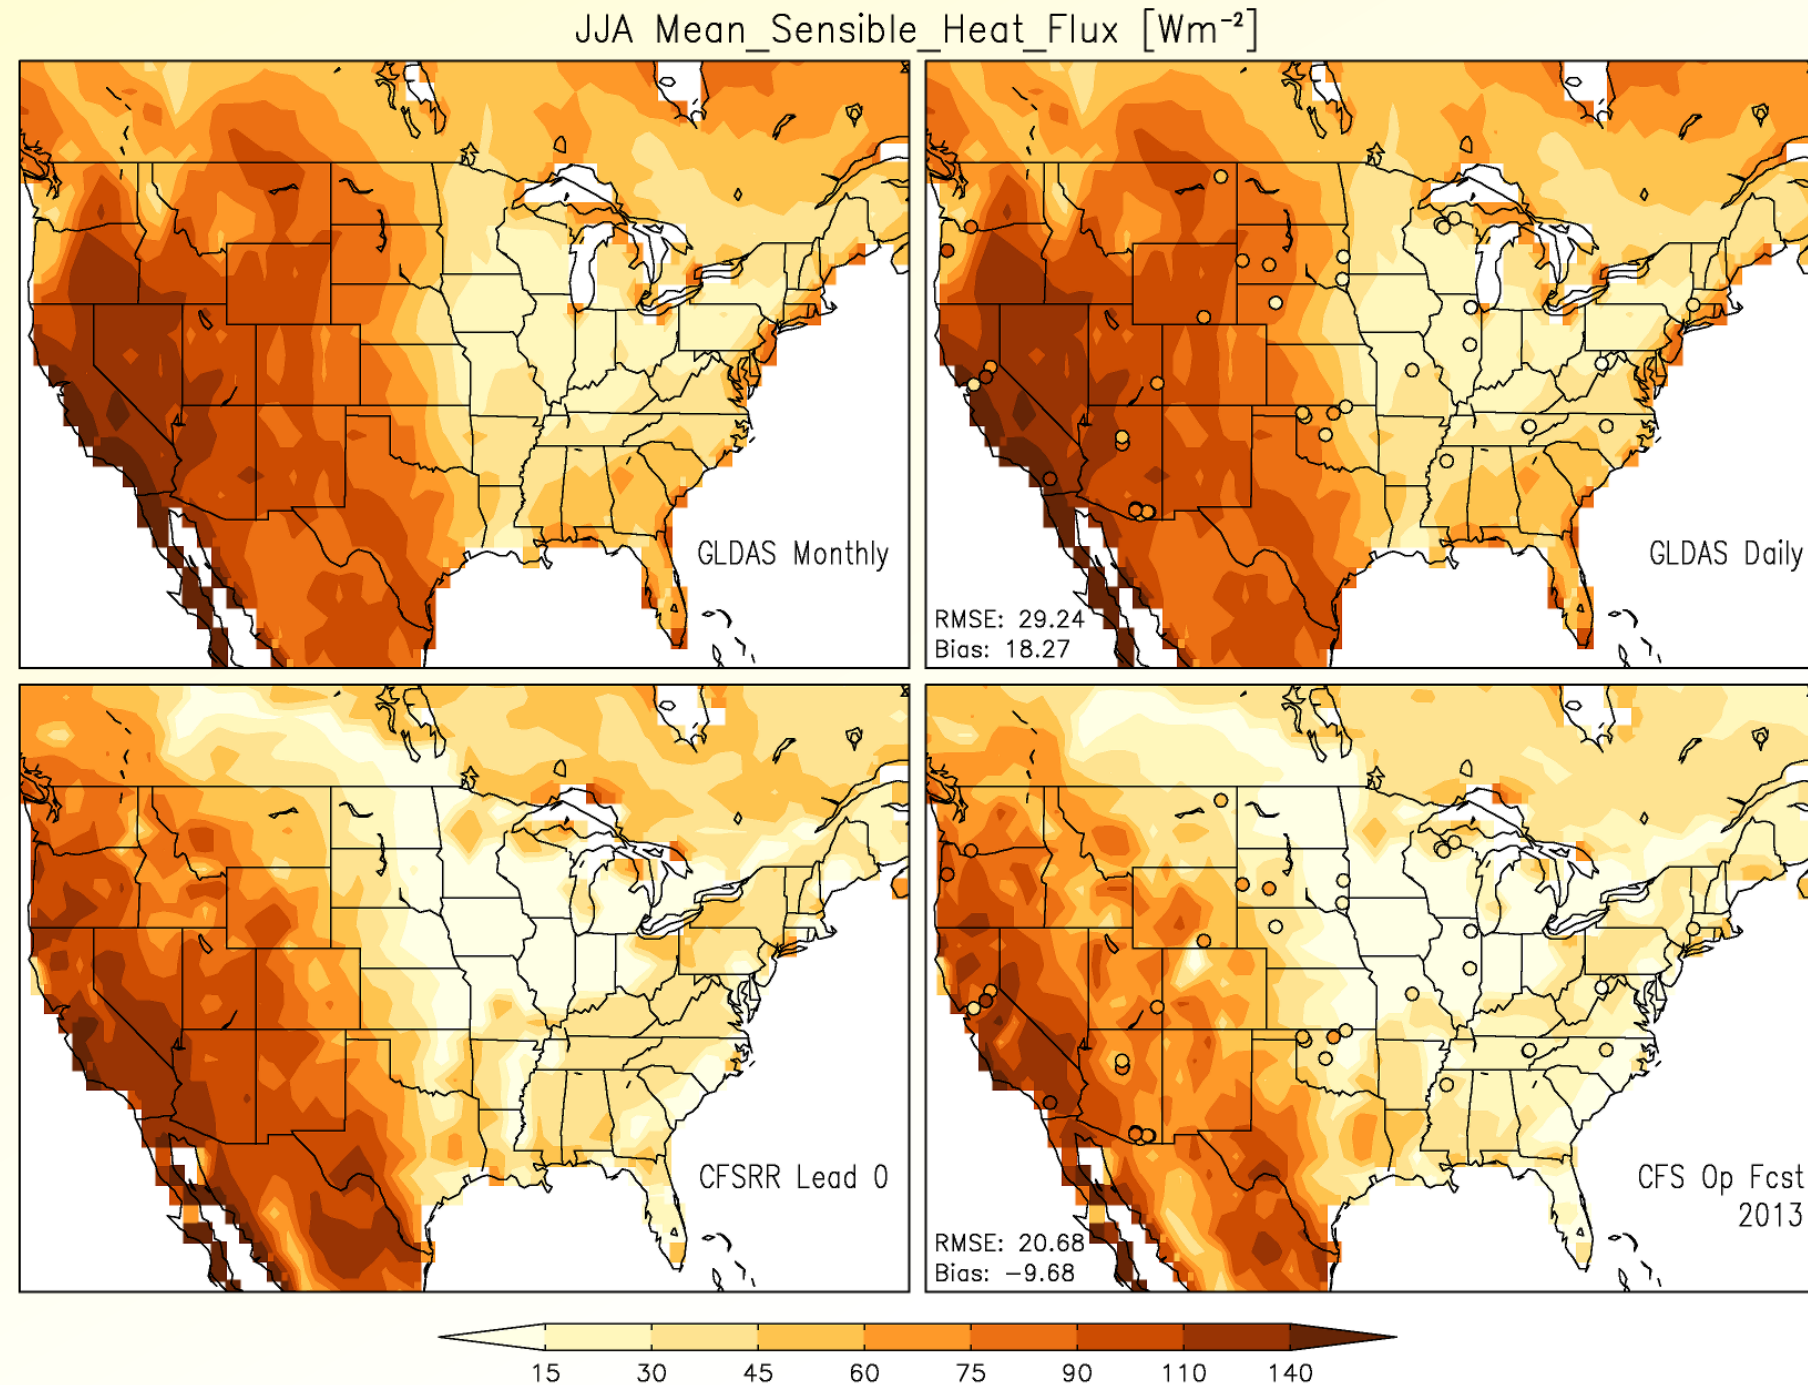 JJA Mean_Sensible_Heat_Flux [Wm⁻²]
GLDAS Monthly
GLDAS Daily
RMSE: 29.24
Bias: 18.27
CFSRR Lead 0
CFS Op Fcst
2013
RMSE: 20.68
Bias: −9.68
15 30 45 60 75 90 110 140